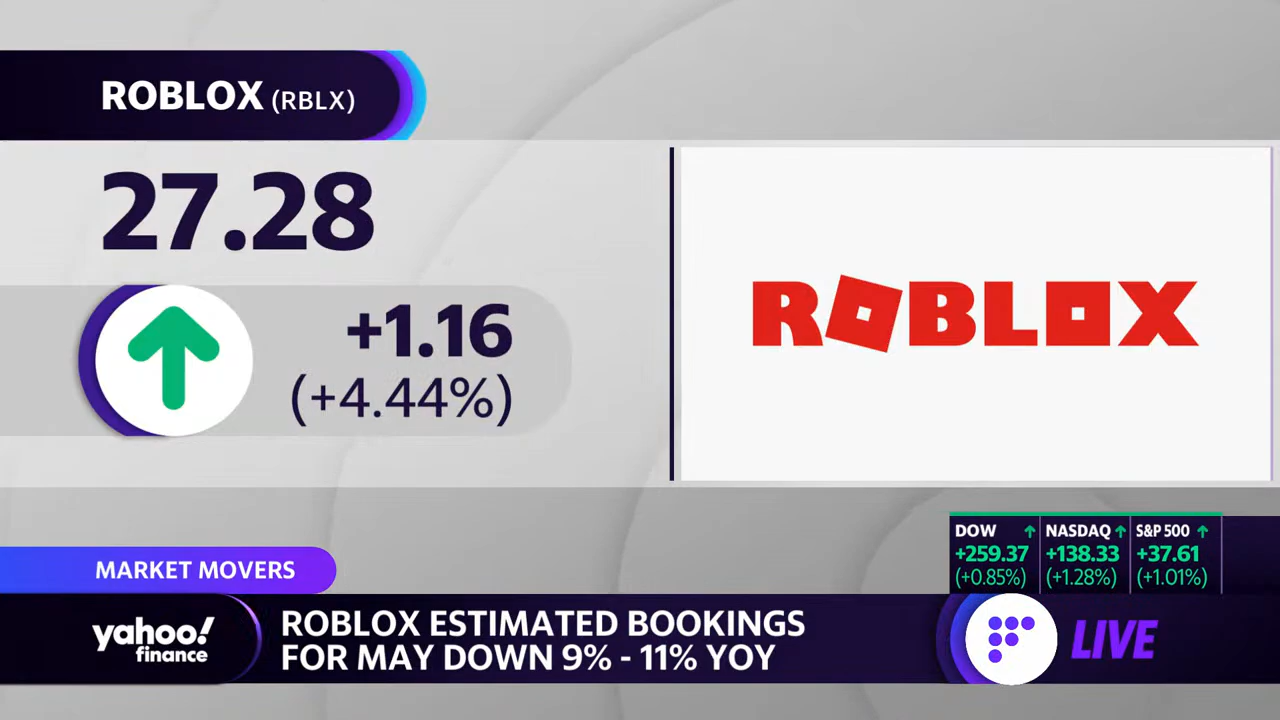 ROBLOX (RBLX)
27.28
+1.16
(+4.44%)
ROBLOX
DOW
+259.37
(+0.85%)
NASDAQ
+138.33
(+1.28%)
S&P 500
+37.61
(+1.01%)
MARKET MOVERS
yahoo!
finance
ROBLOX ESTIMATED BOOKINGS
FOR MAY DOWN 9% - 11% YOY
LIVE